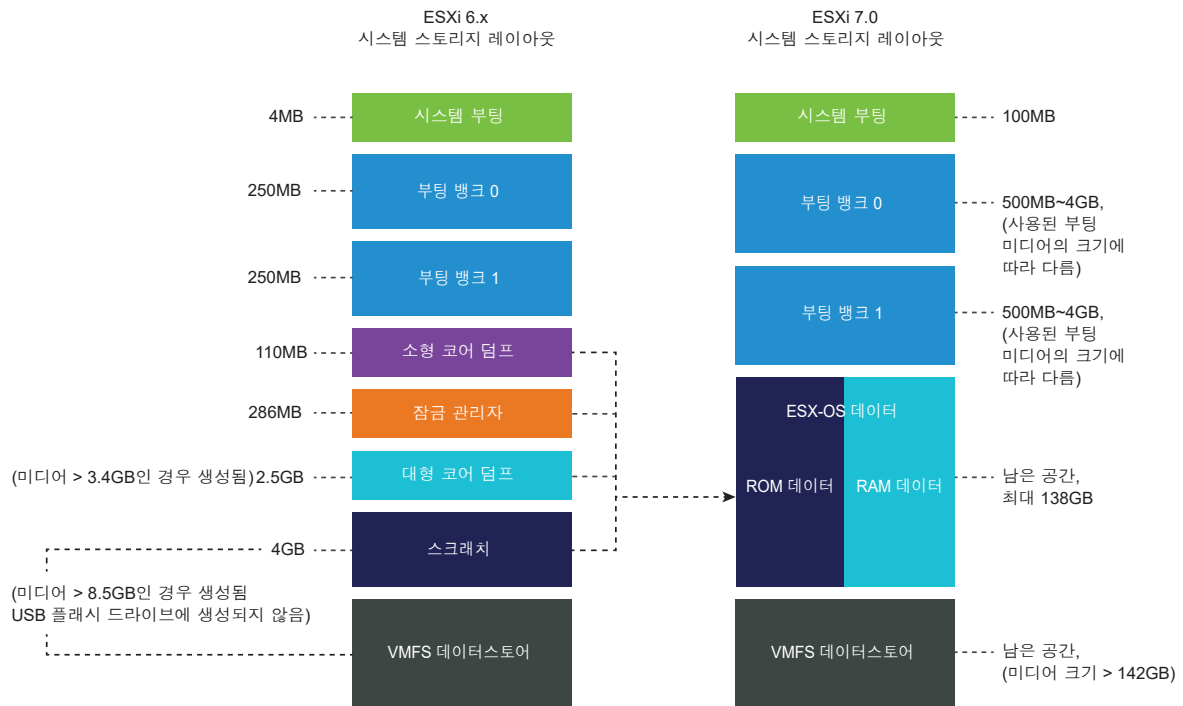 ESXi 6.x
시스템 스토리지 레이아웃
4MB
시스템 부팅
250MB
부팅 뱅크 0
250MB
부팅 뱅크 1
110MB
소형 코어 덤프
286MB
잠금 관리자
(미디어 > 3.4GB인 경우 생성됨) 2.5GB
대형 코어 덤프
4GB
스크래치
(미디어 > 8.5GB인 경우 생성됨
USB 플래시 드라이브에 생성되지 않음)
VMFS 데이터스토어
ESXi 7.0
시스템 스토리지 레이아웃
시스템 부팅
100MB
부팅 뱅크 0
500MB~4GB,
(사용된 부팅
미디어의 크기에
따라 다름)
부팅 뱅크 1
500MB~4GB,
(사용된 부팅
미디어의 크기에
따라 다름)
ESX-OS 데이터
ROM 데이터
RAM 데이터
남은 공간,
최대 138GB
VMFS 데이터스토어
남은 공간,
(미디어 크기 > 142GB)